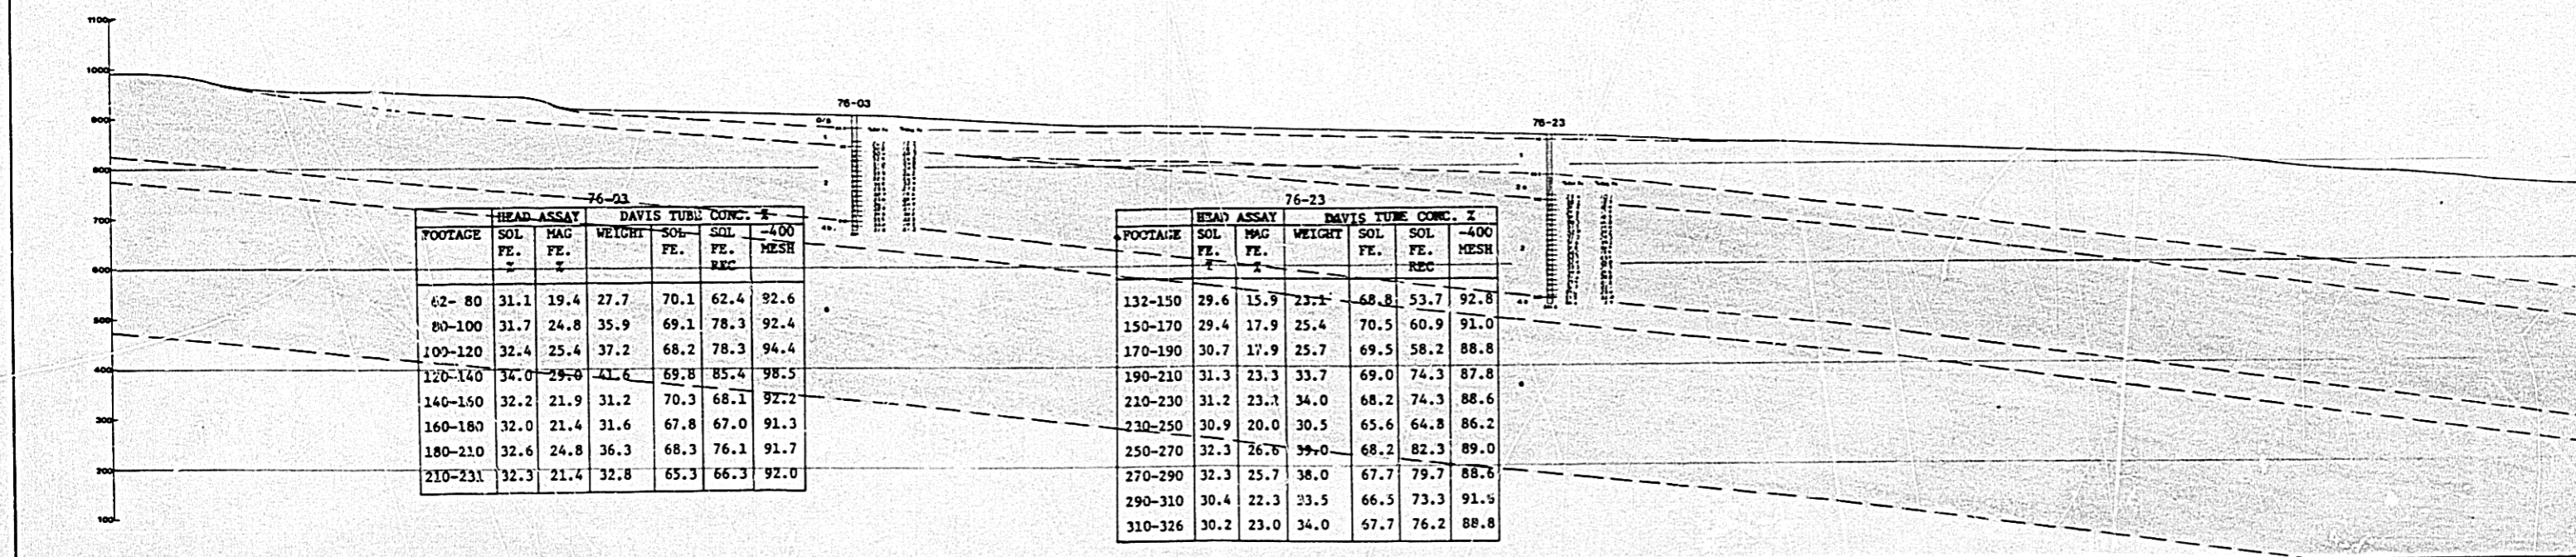 1100
1000
900
800
700
600
500
400
300
200
100
76-03
76-23
76-03
HEAD ASSAY DAVIS TUBE CONC. %
FOOTAGE SOL FE. % MAG FE. % WEIGHT SOL FE. SOL FE. REC -400 MESH
62- 80 31.1 19.4 27.7 70.1 62.4 92.6
80-100 31.7 24.8 35.9 69.1 78.3 92.4
100-120 32.4 25.4 37.2 68.2 78.3 94.4
120-140 34.0 29.0 41.6 69.8 85.4 98.5
140-160 32.2 21.9 31.2 70.3 68.1 92.2
160-180 32.0 21.4 31.6 67.8 67.0 91.3
180-210 32.6 24.8 36.3 68.3 76.1 91.7
210-231 32.3 21.4 32.8 65.3 66.3 92.0
76-23
HEAD ASSAY DAVIS TUBE CONC. %
FOOTAGE SOL FE. % MAG FE. % WEIGHT SOL FE. SOL FE. REC -400 MESH
132-150 29.6 15.9 23.1 68.8 53.7 92.8
150-170 29.4 17.9 25.4 70.5 60.9 91.0
170-190 30.7 17.9 25.7 69.5 58.2 88.8
190-210 31.3 23.3 33.7 69.0 74.3 87.8
210-230 31.2 34.0 68.2 74.3 88.6
230-250 30.9 20.0 30.5 65.6 64.8 86.2
250-270 32.3 26.6 39.0 68.2 82.3 89.0
270-290 32.3 25.7 38.0 67.7 79.7 88.6
290-310 30.4 22.3 33.5 66.5 73.3 91.5
310-326 30.2 23.0 34.0 67.7 76.2 88.8